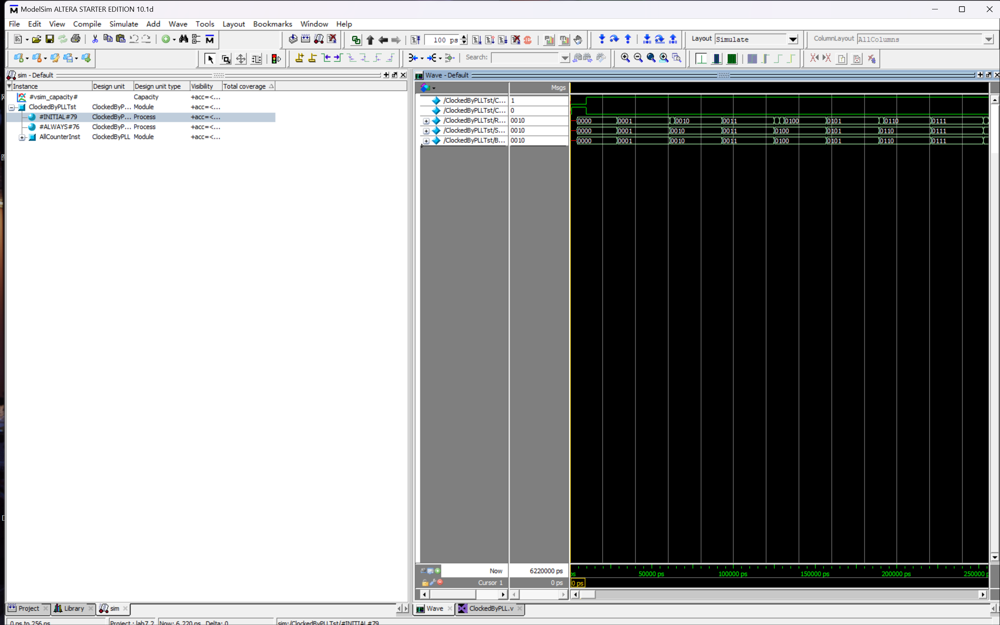 ModelSim ALTERA STARTER EDITION 10.1d
File Edit View Compile Simulate Add Wave Tools Layout Bookmarks Window Help
100 ps Layout Simulate ColumnLayout AllColumns
Search:
sim - Default
Instance Design unit Design unit type Visibility Total coverage
#vsim_capacity# Capacity +acc=<...
ClockedByPLLTst ClockedByP... Module +acc=<...
#INITIAL#79 ClockedByP... Process +acc=<...
#ALWAYS#76 ClockedByP... Process +acc=<...
AllCounterInst ClockedByPLL Module +acc=<...
Wave - Default
Msgs
/ClockedByPLLTst/C... 1
/ClockedByPLLTst/C... 0
/ClockedByPLLTst/R... 0010 0000 0001 0010 0011 0100 0101 0110 0111
/ClockedByPLLTst/S... 0010 0000 0001 0010 0011 0100 0101 0110 0111
/ClockedByPLLTst/B... 0010 0000 0001 0010 0011 0100 0101 0110 0111
Now 6220000 ps
ps 50000 ps 100000 ps 150000 ps 200000 ps 250000 p
Cursor 1 0 ps 0 ps
Project Library sim
Wave ClockedByPLL.v
0 ps to 256 ns Project : lab7_2 Now: 6,220 ns Delta: 0 sim:/ClockedByPLLTst/#INITIAL#79